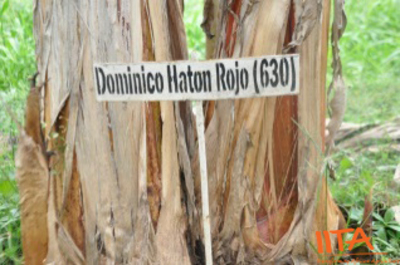 Dominico Haton Rojo (630)
IITA